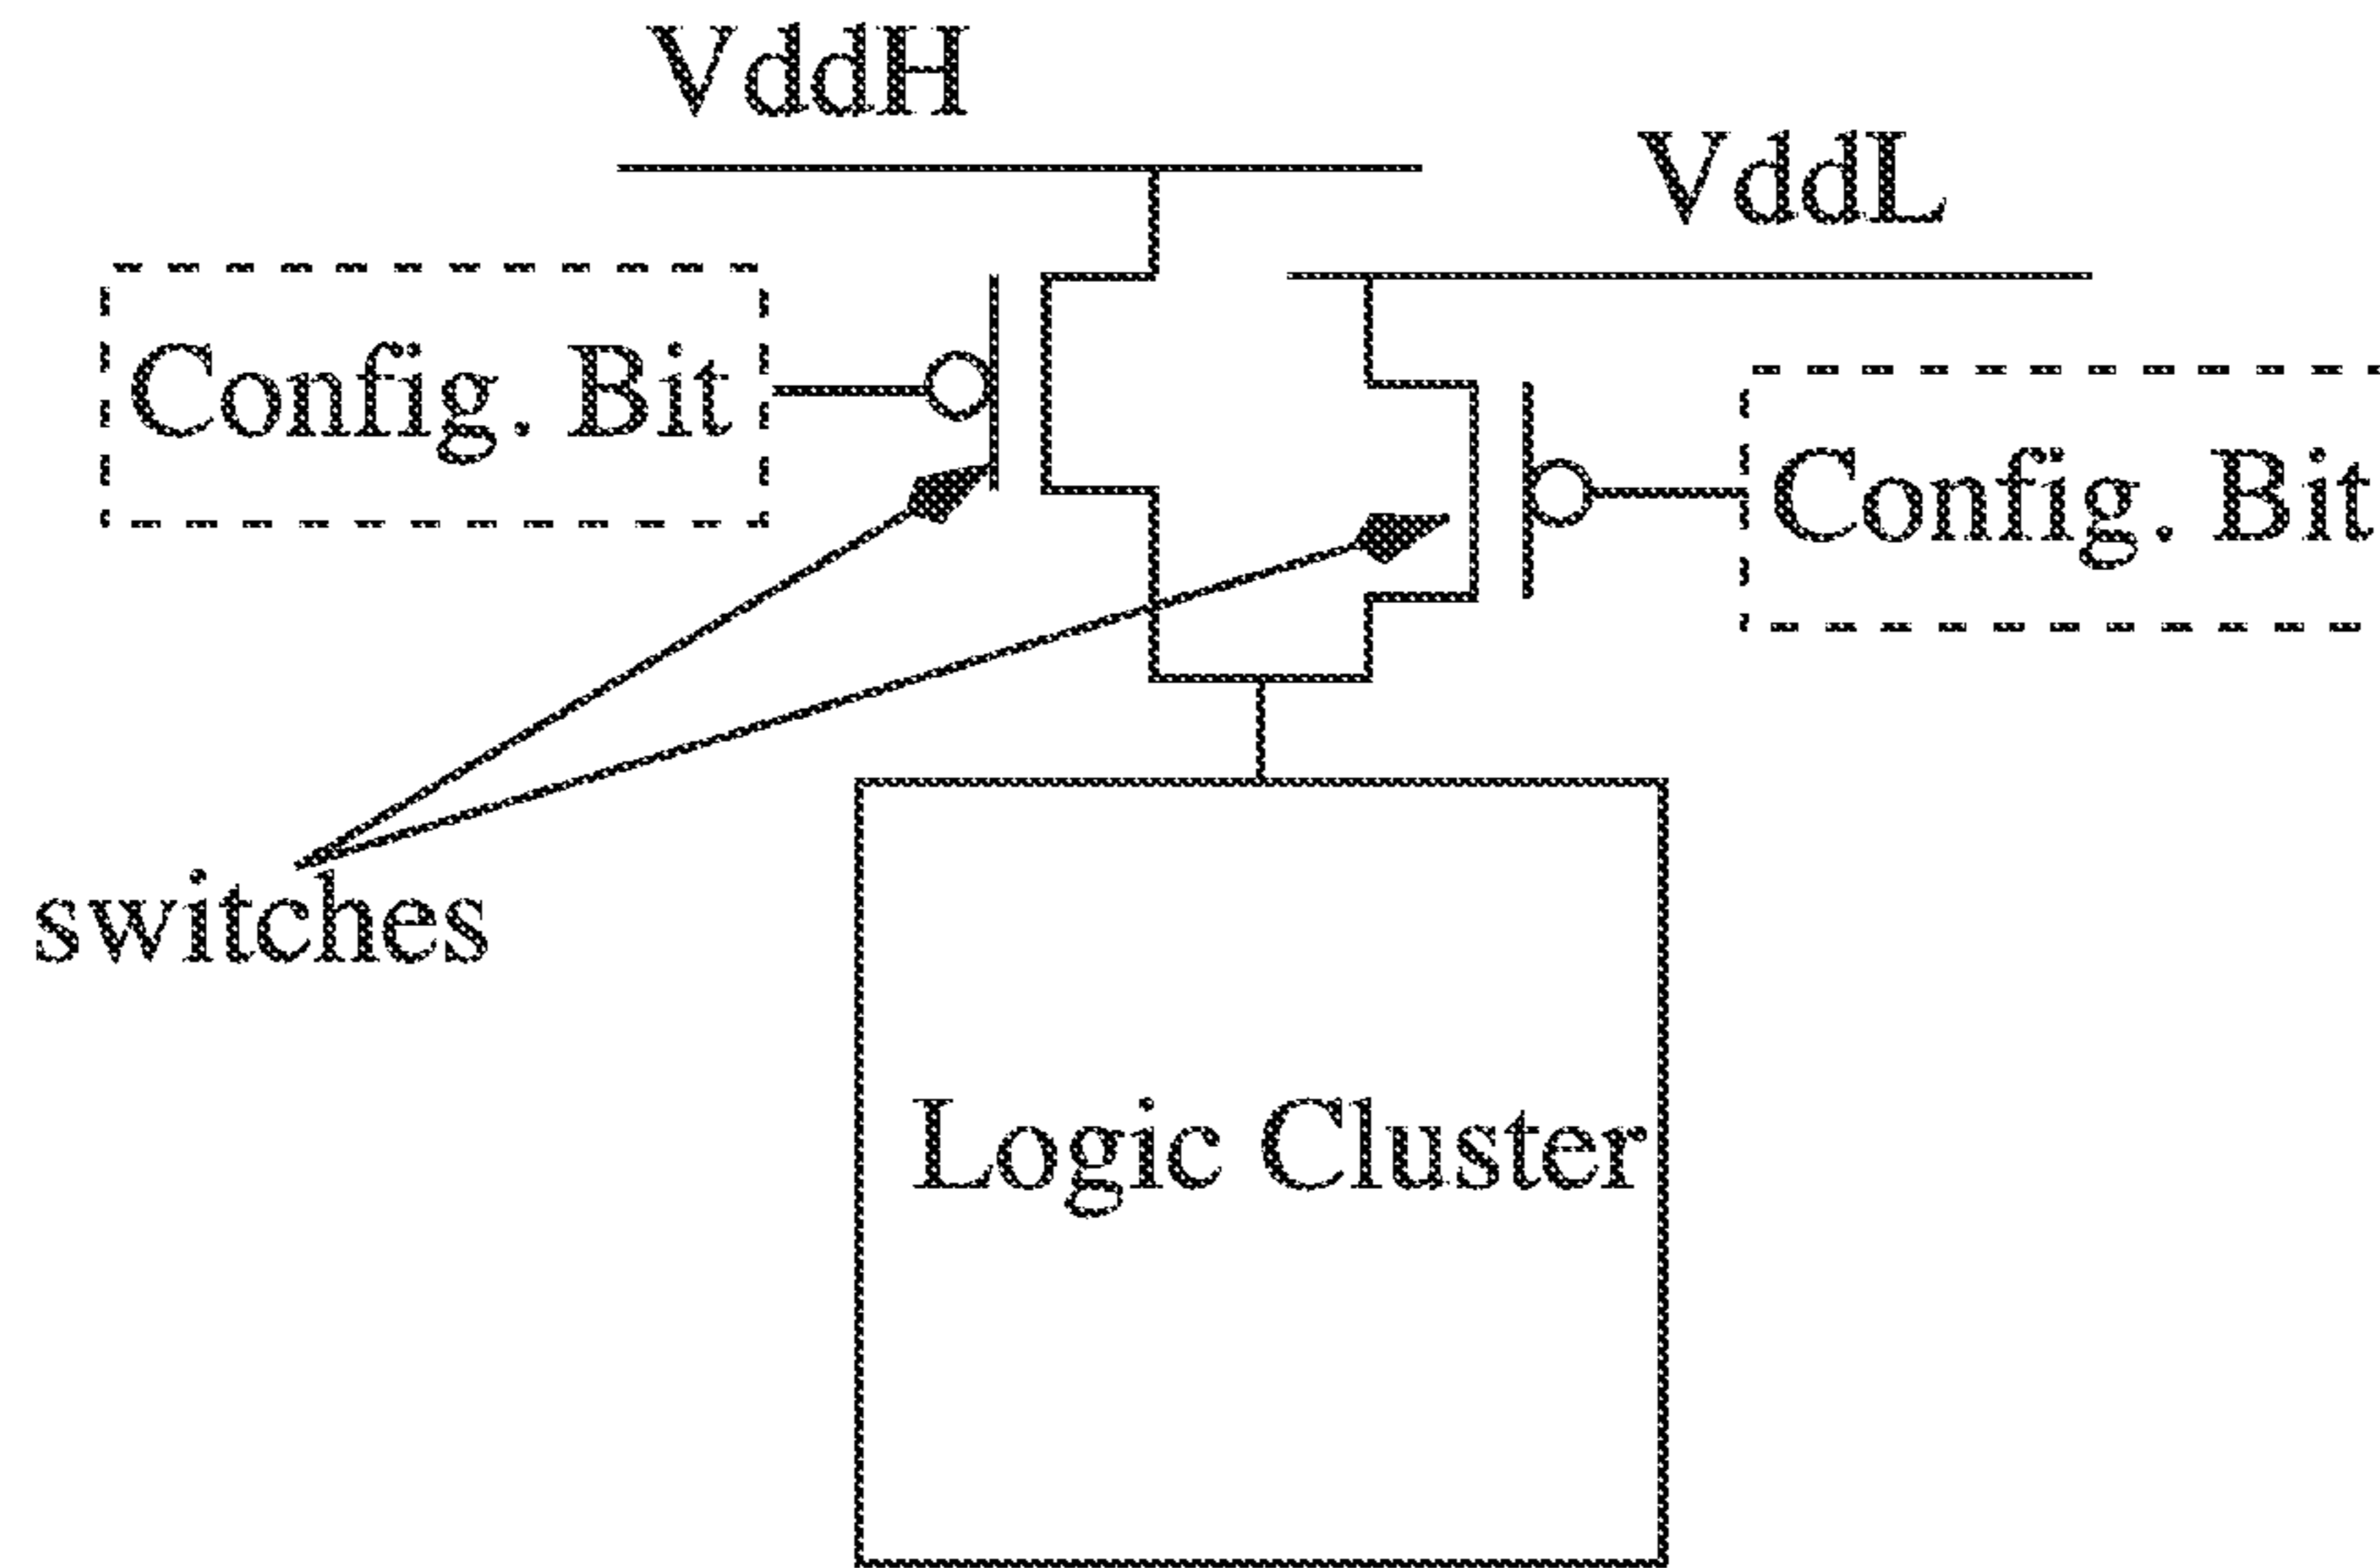 VddH
VddL
Config. Bit
Config. Bit
switches
Logic Cluster